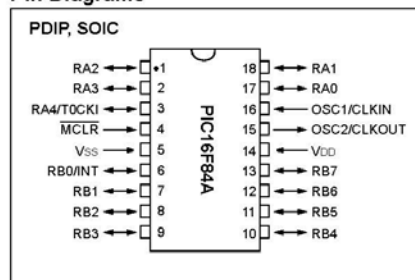 PDIP, SOIC
RA2 1 18 RA1
RA3 2 17 RA0
RA4/T0CKI 3 16 OSC1/CLKIN
MCLR 4 15 OSC2/CLKOUT
VSS 5 14 VDD
RB0/INT 6 13 RB7
RB1 7 12 RB6
RB2 8 11 RB5
RB3 9 10 RB4
PIC16F84A